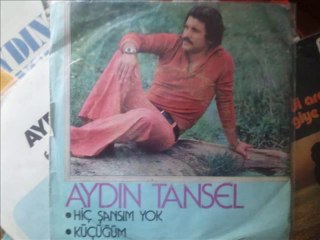 AYDIN TANSEL
• HİÇ ŞANSIM YOK
• KÜÇÜĞÜM